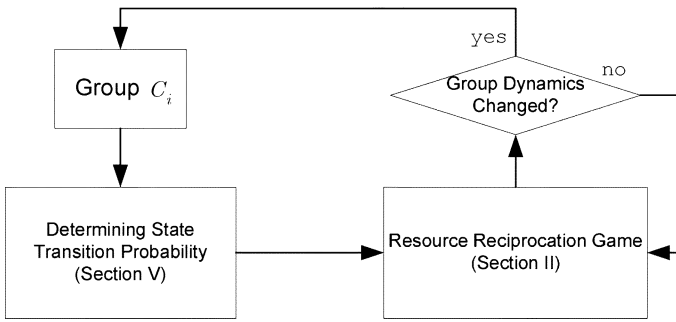 yes
Group C_i
Group Dynamics
Changed?
no
Determining State
Transition Probability
(Section V)
Resource Reciprocation Game
(Section II)